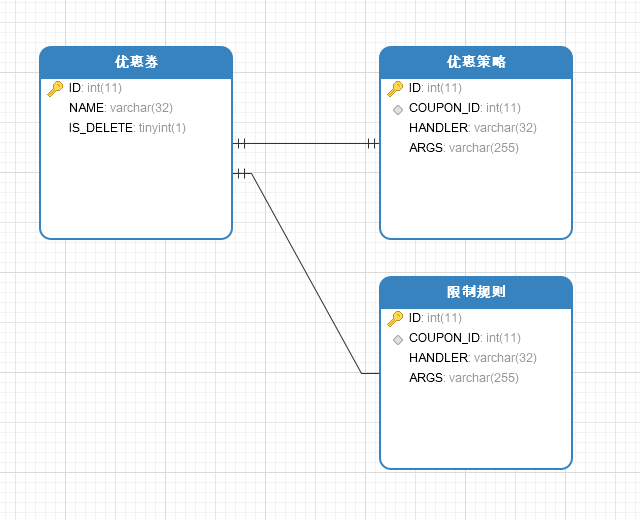 优惠券
ID: int(11)
NAME: varchar(32)
IS_DELETE: tinyint(1)
优惠策略
ID: int(11)
COUPON_ID: int(11)
HANDLER: varchar(32)
ARGS: varchar(255)
限制规则
ID: int(11)
COUPON_ID: int(11)
HANDLER: varchar(32)
ARGS: varchar(255)